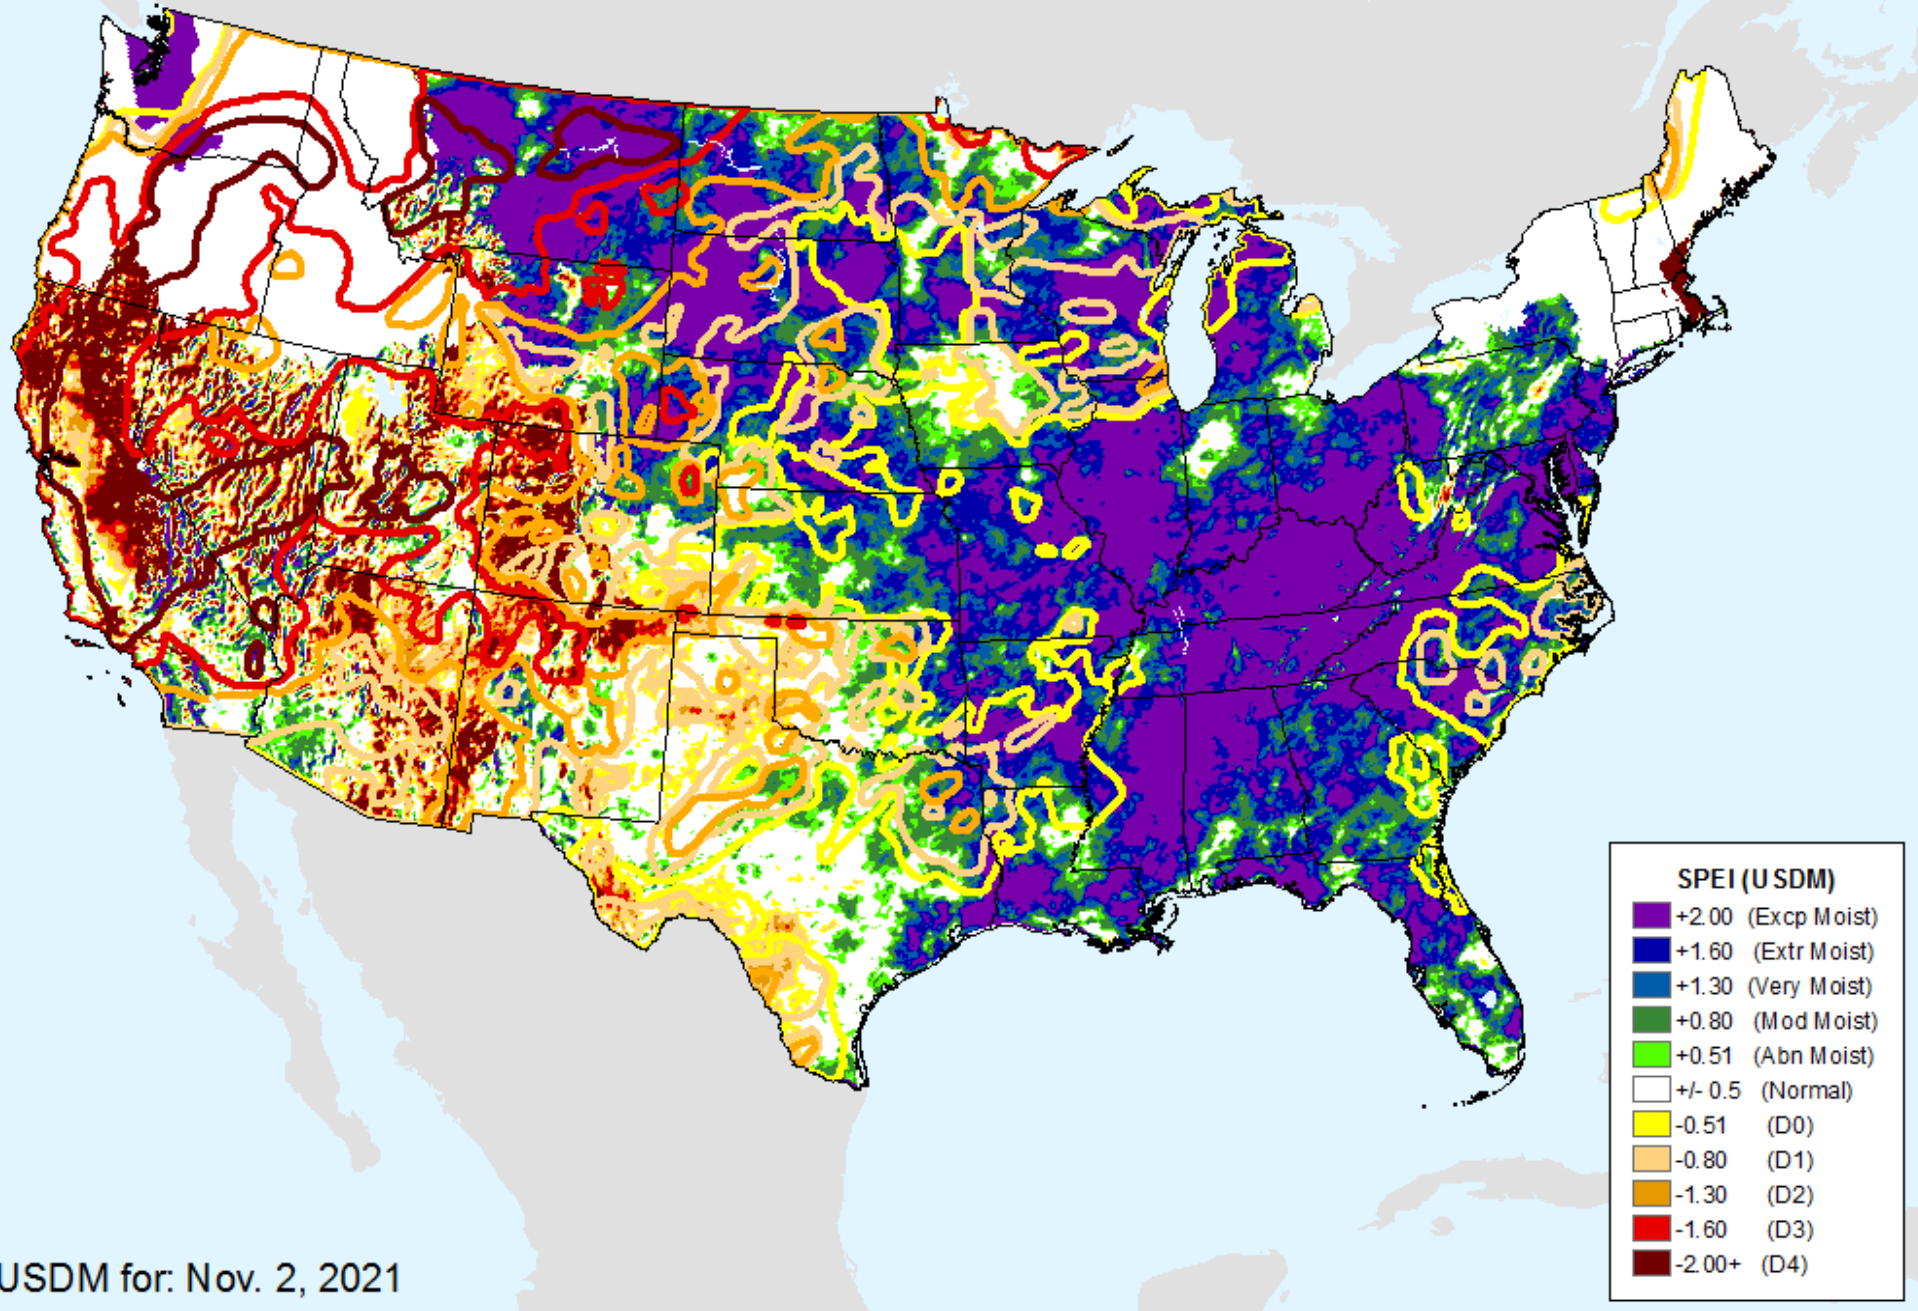 SPEI (USDM)
+2.00 (Excp Moist)
+1.60 (Extr Moist)
+1.30 (Very Moist)
+0.80 (Mod Moist)
+0.51 (Abn Moist)
+/- 0.5 (Normal)
-0.51 (D0)
-0.80 (D1)
-1.30 (D2)
-1.60 (D3)
-2.00+ (D4)
USDM for: Nov. 2, 2021